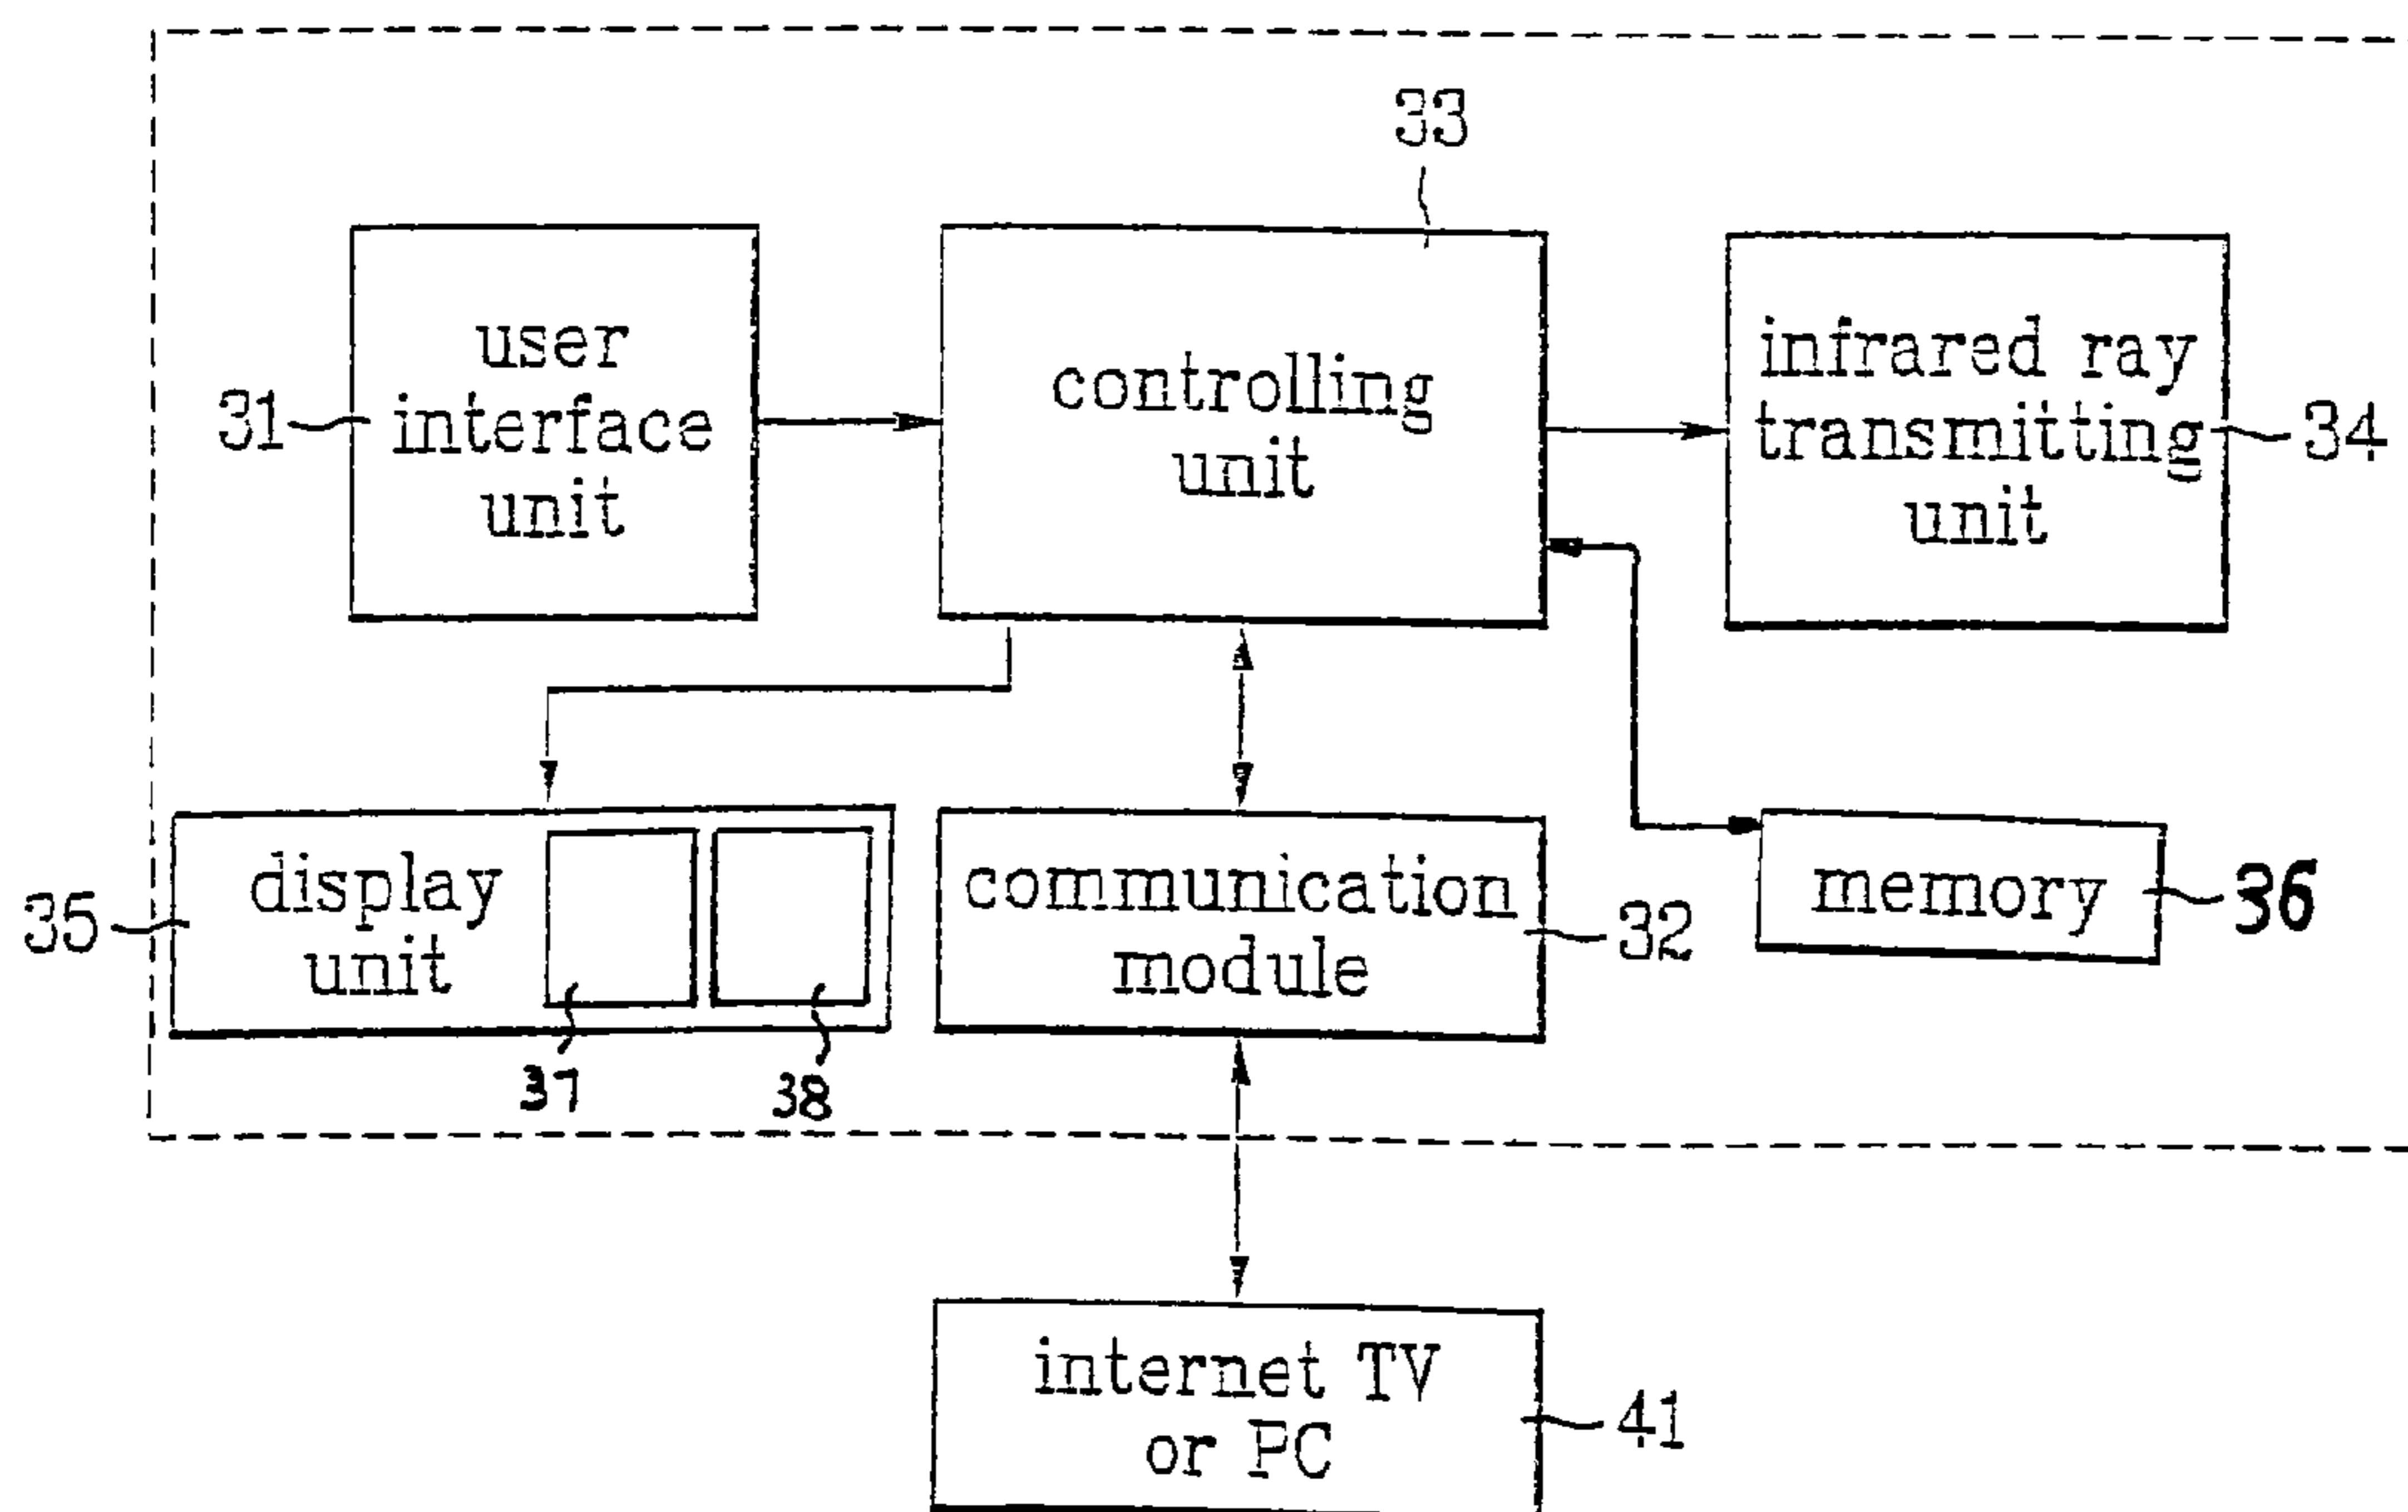 33
user
interface
unit
31
controlling
unit
infrared ray
transmitting
unit
34
display
unit
35
37
38
communication
module
32
memory
36
internet TV
or PC
41